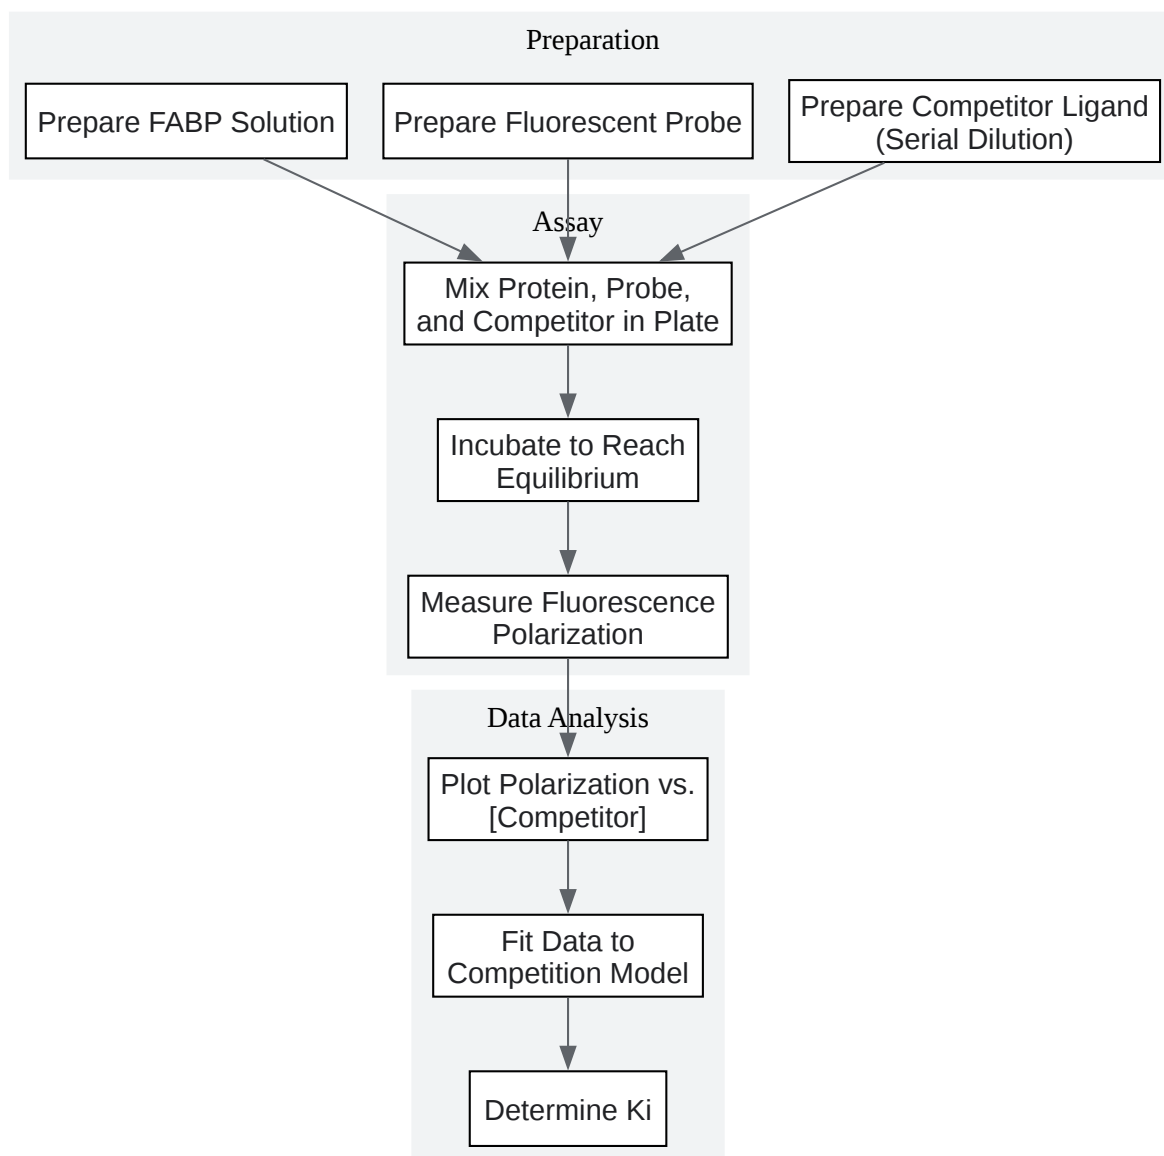 Preparation
Prepare FABP Solution
Prepare Fluorescent Probe
Prepare Competitor Ligand
(Serial Dilution)
Assay
Mix Protein, Probe,
and Competitor in Plate
Incubate to Reach
Equilibrium
Measure Fluorescence
Polarization
Data Analysis
Plot Polarization vs.
[Competitor]
Fit Data to
Competition Model
Determine Ki